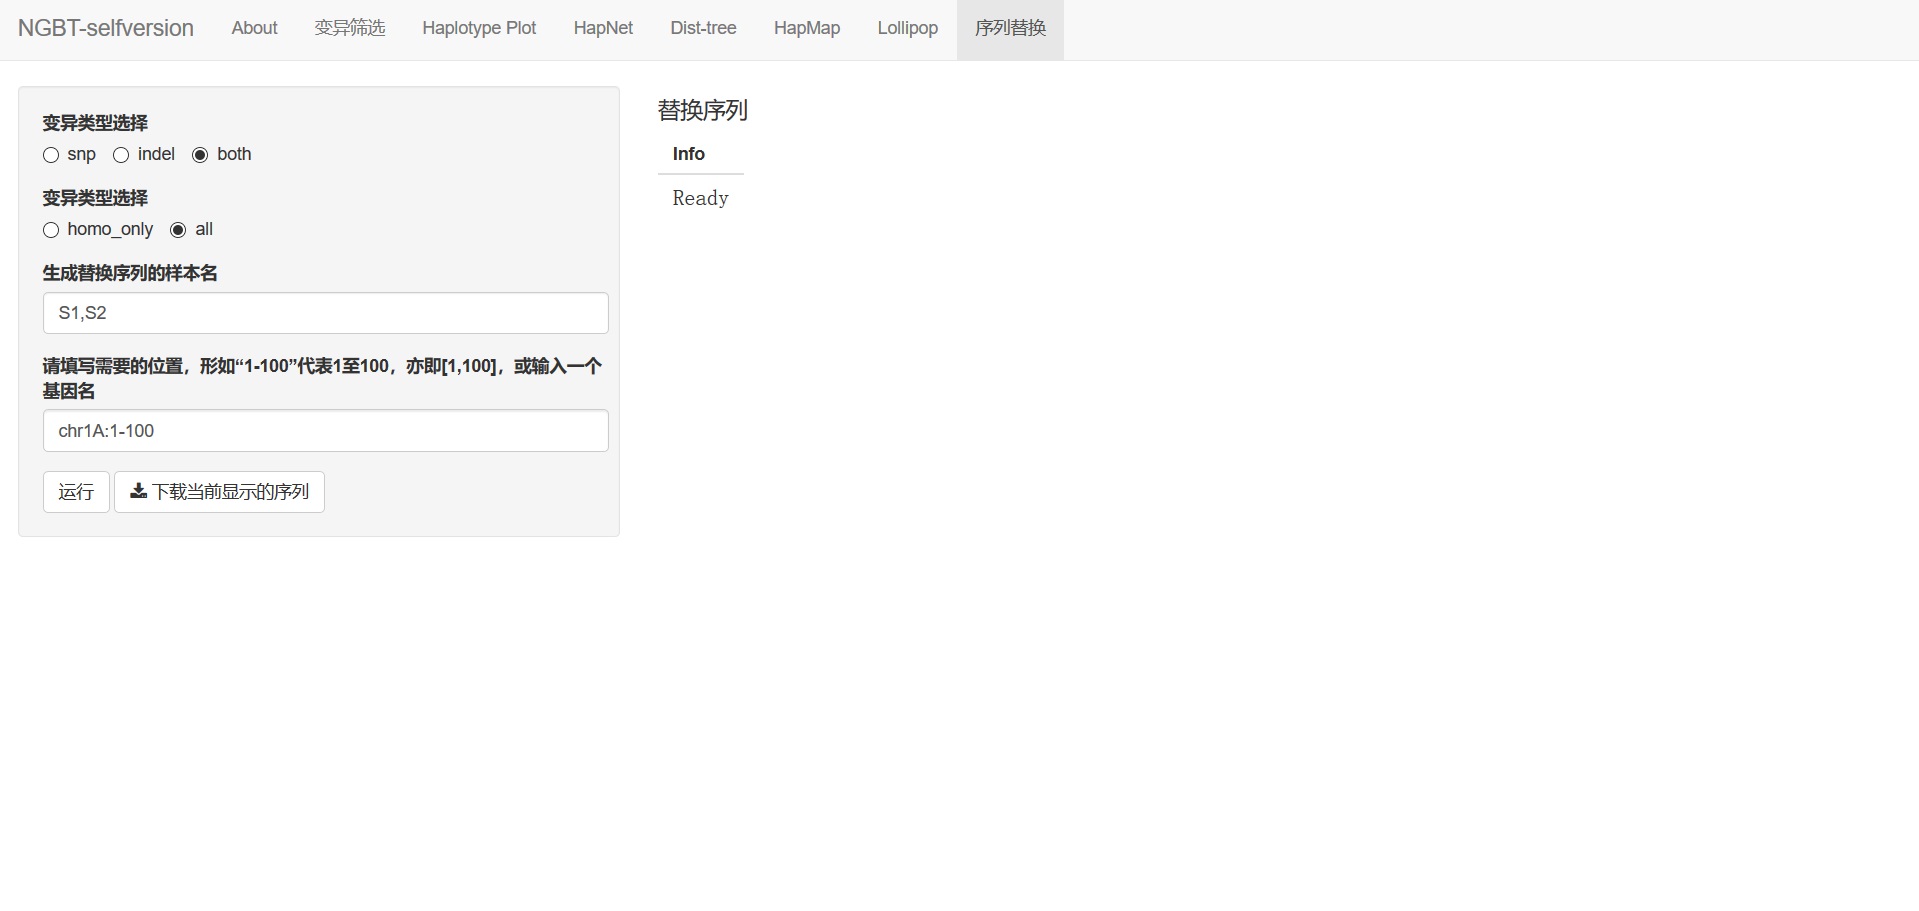 NGBT-selfversion About 变异筛选 Haplotype Plot HapNet Dist-tree HapMap Lollipop 序列替换
变异类型选择
snp indel both
变异类型选择
homo_only all
生成替换序列的样本名
S1,S2
请填写需要的位置，形如“1-100”代表1至100，亦即[1,100]，或输入一个
基因名
chr1A:1-100
运行 下载当前显示的序列
替换序列
Info
Ready